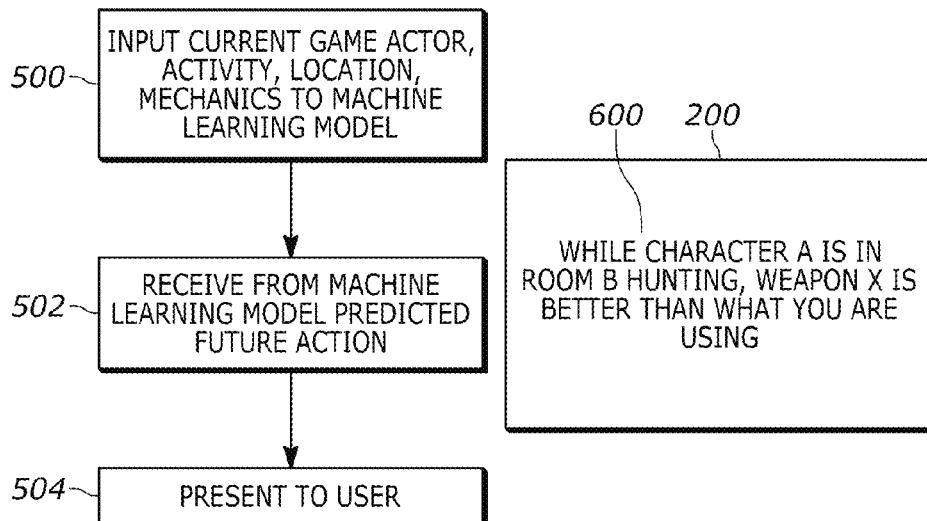 500
INPUT CURRENT GAME ACTOR,
ACTIVITY, LOCATION,
MECHANICS TO MACHINE
LEARNING MODEL
502
RECEIVE FROM MACHINE
LEARNING MODEL PREDICTED
FUTURE ACTION
504
PRESENT TO USER
600
200
WHILE CHARACTER A IS IN
ROOM B HUNTING, WEAPON X IS
BETTER THAN WHAT YOU ARE
USING